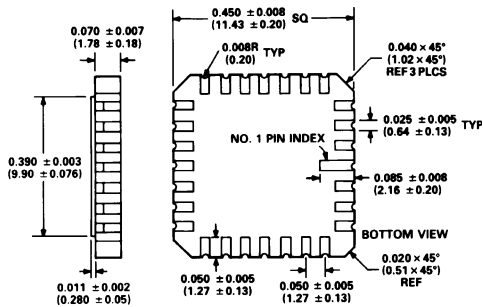 0.070 ±0.007
(1.78 ± 0.18)
0.450 ±0.008
(11.43 ± 0.20)
SQ
0.008R
(0.20)
TYP
0.040 × 45°
(1.02 × 45°)
REF 3 PLCS
0.025 ±0.005
(0.64 ± 0.13)
TYP
NO. 1 PIN INDEX
0.390 ±0.003
(9.90 ± 0.076)
0.085 ±0.008
(2.16 ± 0.20)
BOTTOM VIEW
0.020 × 45°
(0.51 × 45°)
REF
0.011 ±0.002
(0.280 ± 0.05)
0.050 ±0.005
(1.27 ± 0.13)
0.050 ±0.005
(1.27 ± 0.13)